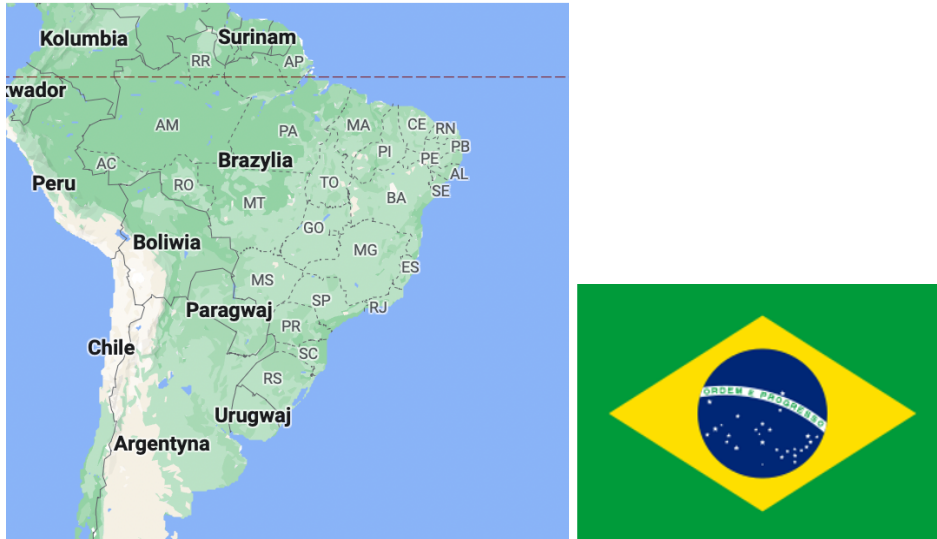 Kolumbia
Surinam
RR
AP
kwador
AM
PA
MA
CE
RN
PI
PB
PE
AC
Brazylia
AL
Peru
RO
TO
SE
MT
BA
GO
Boliwia
MG
ES
MS
SP
Paragwaj
RJ
PR
Chile
SC
RS
Urugwaj
Argentyna
ORDEM E PROGRESSO